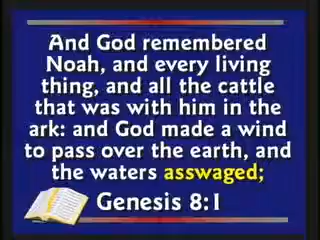 And God remembered
Noah, and every living
thing, and all the cattle
that was with him in the
ark: and God made a wind
to pass over the earth, and
the waters asswaged;
Genesis 8:1